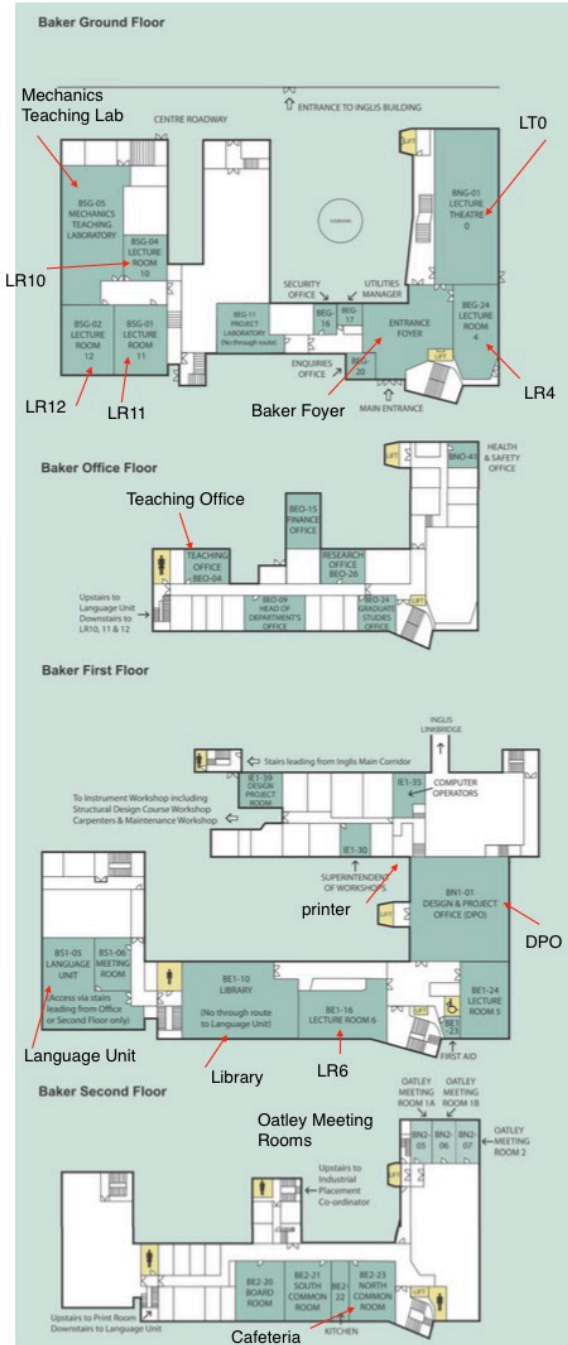 Baker Ground Floor
ENTRANCE TO INGLIS BUILDING
Mechanics
Teaching Lab
CENTRE ROADWAY
LT0
LIFT
BSG-05
MECHANICS
TEACHING
LABORATORY
BNG-01
LECTURE
THEATRE
0
FOUNTAIN
BSG-04
LECTURE
ROOM
10
LR10
SECURITY
OFFICE
UTILITIES
MANAGER
BSG-02
LECTURE
ROOM
12
BSG-01
LECTURE
ROOM
11
BEG-11
PROJECT
LABORATORY
(No through route)
BEG-
16
BEG-
17
ENTRANCE
FOYER
BEG-24
LECTURE
ROOM
4
LIFT
ENQUIRIES
OFFICE
BEG-
20
LR12
LR11
Baker Foyer
MAIN ENTRANCE
LR4
Baker Office Floor
LIFT
BNO-41
HEALTH
& SAFETY
OFFICE
Teaching Office
BEO-15
FINANCE
OFFICE
TEACHING
OFFICE
BEO-04
RESEARCH
OFFICE
BEO-26
Upstairs to
Language Unit
Downstairs to
LR10, 11 & 12
BEO-09
HEAD OF
DEPARTMENT'S
OFFICE
BEO-24
GRADUATE
STUDIES
OFFICE
LIFT
Baker First Floor
INGLIS
LINKBRIDGE
Stairs leading from Inglis Main Corridor
IE1-39
DESIGN
PROJECT
ROOM
IE1-35
COMPUTER
OPERATORS
To Instrument Workshop including
Structural Design Course Workshop
Carpenters & Maintenance Workshop
IE1-30
SUPERINTENDENT
OF WORKSHOPS
printer
BN1-01
DESIGN & PROJECT
OFFICE (DPO)
LIFT
DPO
BS1-05
LANGUAGE
UNIT
BS1-06
MEETING
ROOM
(Access via stairs
leading from Office
or Second Floor only)
BE1-10
LIBRARY
(No through route
to Language Unit)
BE1-16
LECTURE ROOM 6
BE1-24
LECTURE
ROOM 5
LIFT
BE1
-23
FIRST AID
Language Unit
Library
LR6
Baker Second Floor
OATLEY
MEETING
ROOM 1A
OATLEY
MEETING
ROOM 1B
Oatley Meeting
Rooms
BN2-
05
BN2-
06
BN2-
07
OATLEY
MEETING
ROOM 2
Upstairs to
Industrial
Placement
Co-ordinator
LIFT
BE2-20
BOARD
ROOM
BE2-21
SOUTH
COMMON
ROOM
BE2-
22
BE2-23
NORTH
COMMON
ROOM
LIFT
Upstairs to Print Room
Downstairs to Language Unit
KITCHEN
Cafeteria